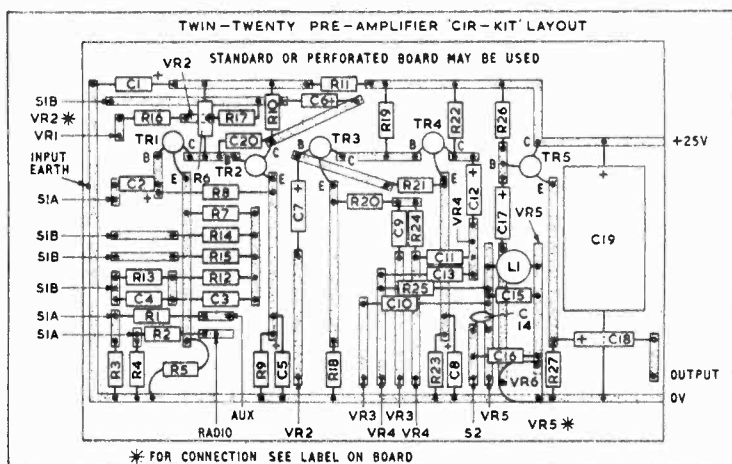 TWIN-TWENTY PRE-AMPLIFIER 'CIR-KIT' LAYOUT
STANDARD OR PERFORATED BOARD MAY BE USED
VR2
C1 +
R11
S1B
R10
C6+
VR2 *
R16
R17
R19
R22
R26
VR1
TR1
C20
TR3
TR4
+25V
B C
TR2
C
B C
B C
B C
TR5
INPUT
EARTH
E
R6
B
E
E
E
E
C2
+
R8
R21
C12 +
VR4
C17 +
VR5
S1A
R7
C7 +
R20
C9
R24
C19
S1B
R14
R15
C11
L1
S1B
R13
R12
C13
R25
C15
C4
C3
C10
C
14
S1A
R1
S1A
R2
C16
+ C18
R3
R4
R5
R9
C5
+
R18
R23
C8
+
VR6
R27
OUTPUT
0V
AUX
VR3
VR3
VR5
RADIO
VR2
VR4
VR4
S2
VR5 *
* FOR CONNECTION SEE LABEL ON BOARD